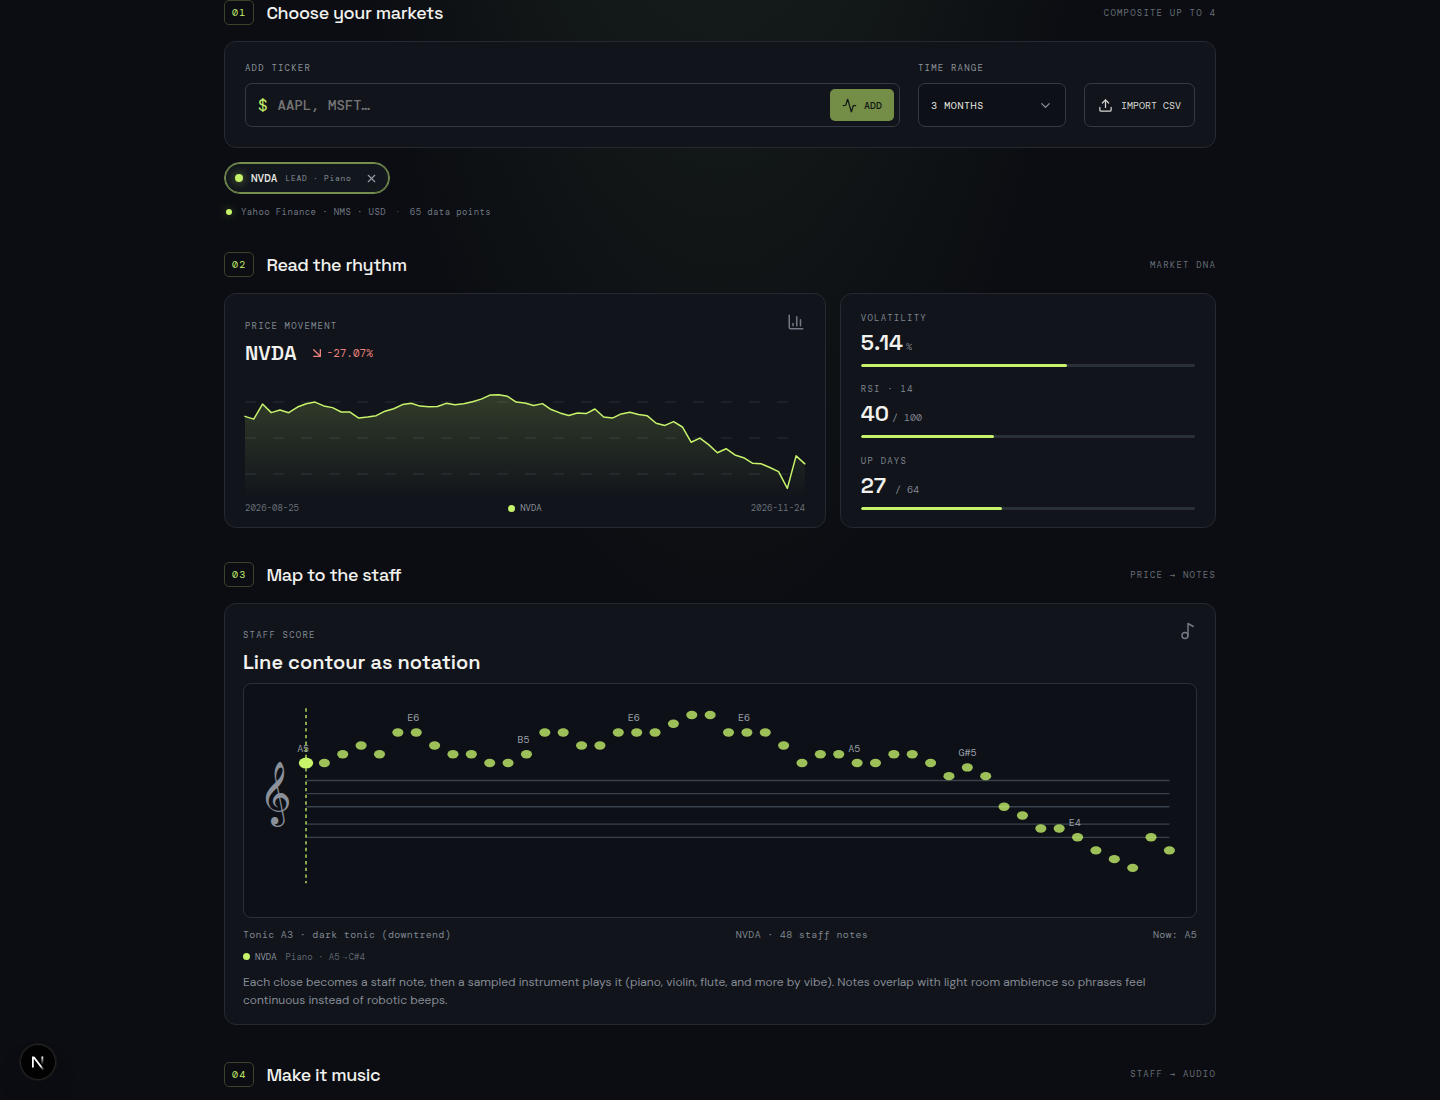 01 Choose your markets COMPOSITE UP TO 4
ADD TICKER TIME RANGE
$ AAPL, MSFT… ADD 3 MONTHS IMPORT CSV
NVDA LEAD · Piano
Yahoo Finance · NMS · USD · 65 data points
02 Read the rhythm MARKET DNA
PRICE MOVEMENT
NVDA -27.07%
2026-08-25 NVDA 2026-11-24
VOLATILITY
5.14 %
RSI · 14
40 / 100
UP DAYS
27 / 64
03 Map to the staff PRICE → NOTES
STAFF SCORE
Line contour as notation
E6 E6 E6
B5
A5 A5 G#5
E4
Tonic A3 · dark tonic (downtrend) NVDA · 48 staff notes Now: A5
NVDA Piano · A5→C#4
Each close becomes a staff note, then a sampled instrument plays it (piano, violin, flute, and more by vibe). Notes overlap with light room ambience so phrases feel
continuous instead of robotic beeps.
N
04 Make it music STAFF → AUDIO